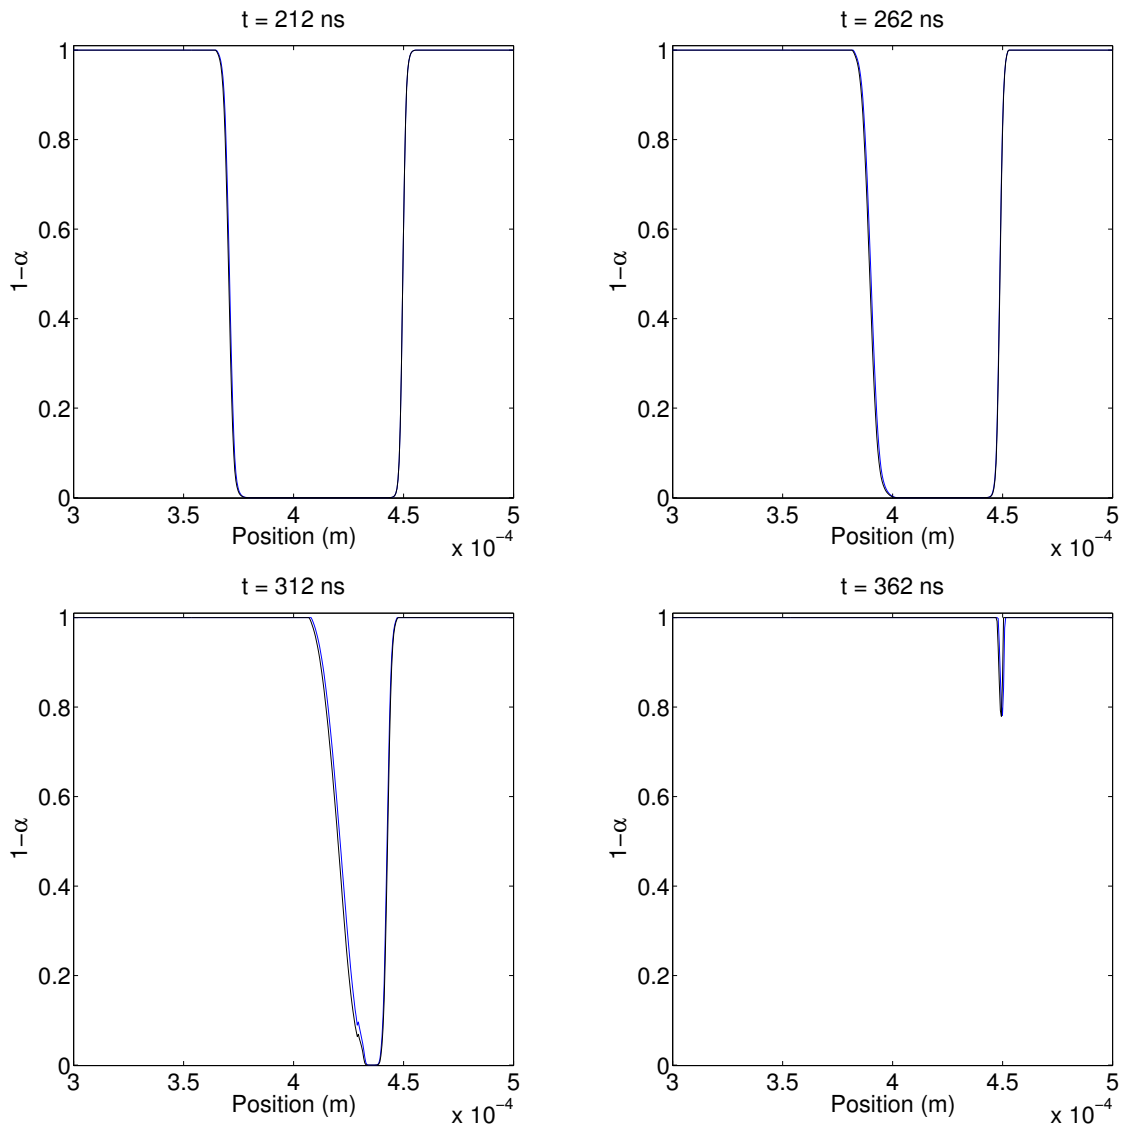 t = 212 ns
1
0.8
0.6
0.4
0.2
0
1−α
3 3.5 4 4.5 5
Position (m)
x 10⁻⁴
t = 262 ns
1
0.8
0.6
0.4
0.2
0
1−α
3 3.5 4 4.5 5
Position (m)
x 10⁻⁴
t = 312 ns
1
0.8
0.6
0.4
0.2
0
1−α
3 3.5 4 4.5 5
Position (m)
x 10⁻⁴
t = 362 ns
1
0.8
0.6
0.4
0.2
0
1−α
3 3.5 4 4.5 5
Position (m)
x 10⁻⁴